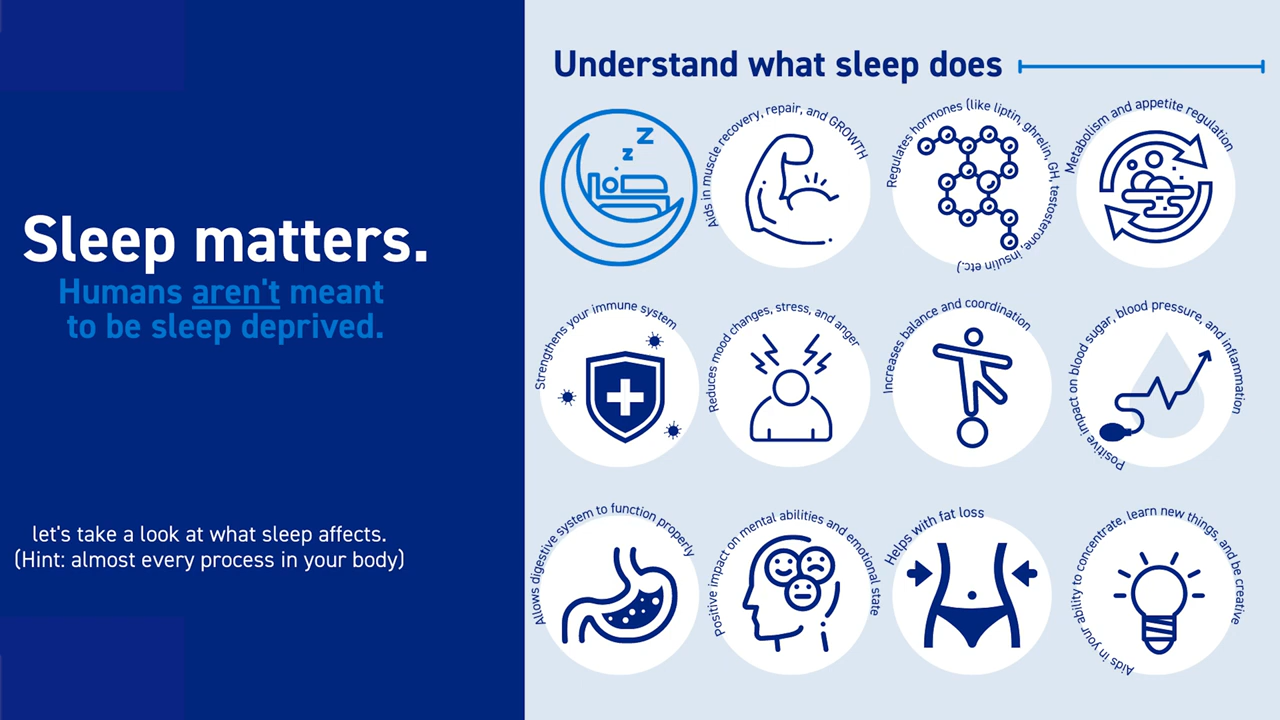 Sleep matters.
Humans aren't meant
to be sleep deprived.
let's take a look at what sleep affects.
(Hint: almost every process in your body)
Understand what sleep does
z
Z
Aids in muscle recovery, repair, and GROWTH
Regulates hormones (like liptin, ghrelin, GH, testosterone, insulin etc.)
Metabolism and appetite regulation
Strengthens your immune system
Reduces mood changes, stress, and anger
Increases balance and coordination
Positive impact on blood sugar, blood pressure, and inflammation
Allows digestive system to function properly
Positive impact on mental abilities and emotional state
Helps with fat loss
Aids in your ability to concentrate, learn new things, and be creative